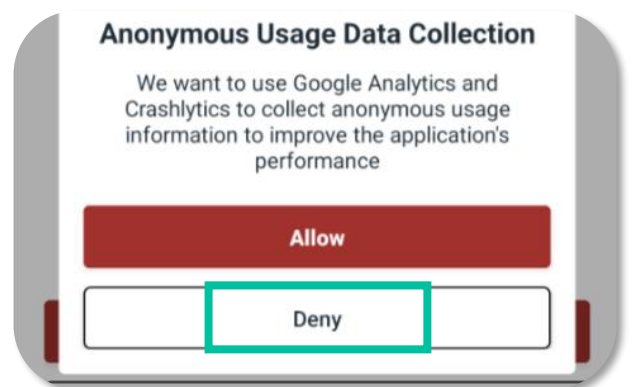 Anonymous Usage Data Collection
We want to use Google Analytics and
Crashlytics to collect anonymous usage
information to improve the application's
performance
Allow
Deny